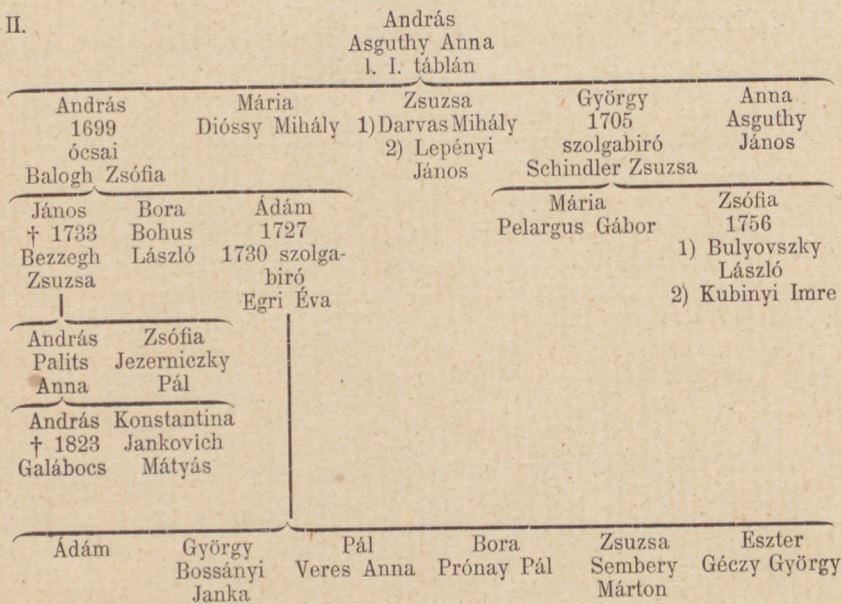 II.
András
Asguthy Anna
l. I. táblán
András
1699
ócsai
Balogh Zsófia
Mária
Dióssy Mihály
Zsuzsa
1) Darvas Mihály
2) Lepényi
János
György
1705
szolgabiró
Schindler Zsuzsa
Anna
Asguthy
János
János
† 1733
Bezzegh
Zsuzsa
Bora
Bohus
László
Ádám
1727
1730 szolga-
biró
Egri Éva
Mária
Pelargus Gábor
Zsófia
1756
1) Bulyovszky
László
2) Kubinyi Imre
András
Palits
Anna
Zsófia
Jezerniczky
Pál
András
† 1823
Galábocs
Konstantina
Jankovich
Mátyás
Ádám
György
Bossányi
Janka
Pál
Veres Anna
Bora
Prónay Pál
Zsuzsa
Sembery
Márton
Eszter
Géczy György